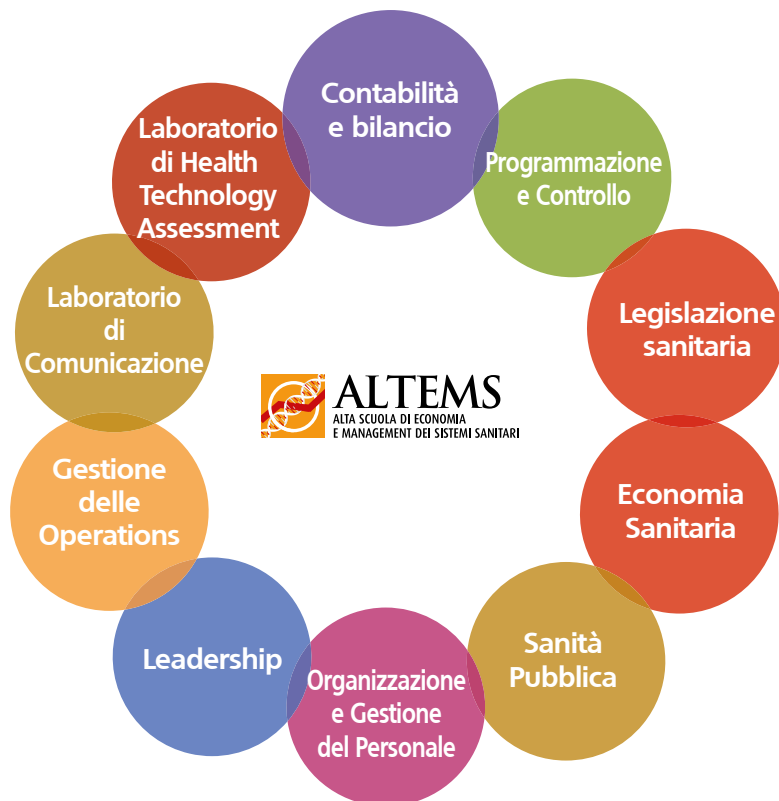 Contabilità
e bilancio
Programmazione
e Controllo
Legislazione
sanitaria
Economia
Sanitaria
Sanità
Pubblica
Organizzazione
e Gestione
del Personale
Leadership
Gestione
delle
Operations
Laboratorio
di
Comunicazione
Laboratorio
di Health
Technology
Assessment
ALTEMS
ALTA SCUOLA DI ECONOMIA
E MANAGEMENT DEI SISTEMI SANITARI